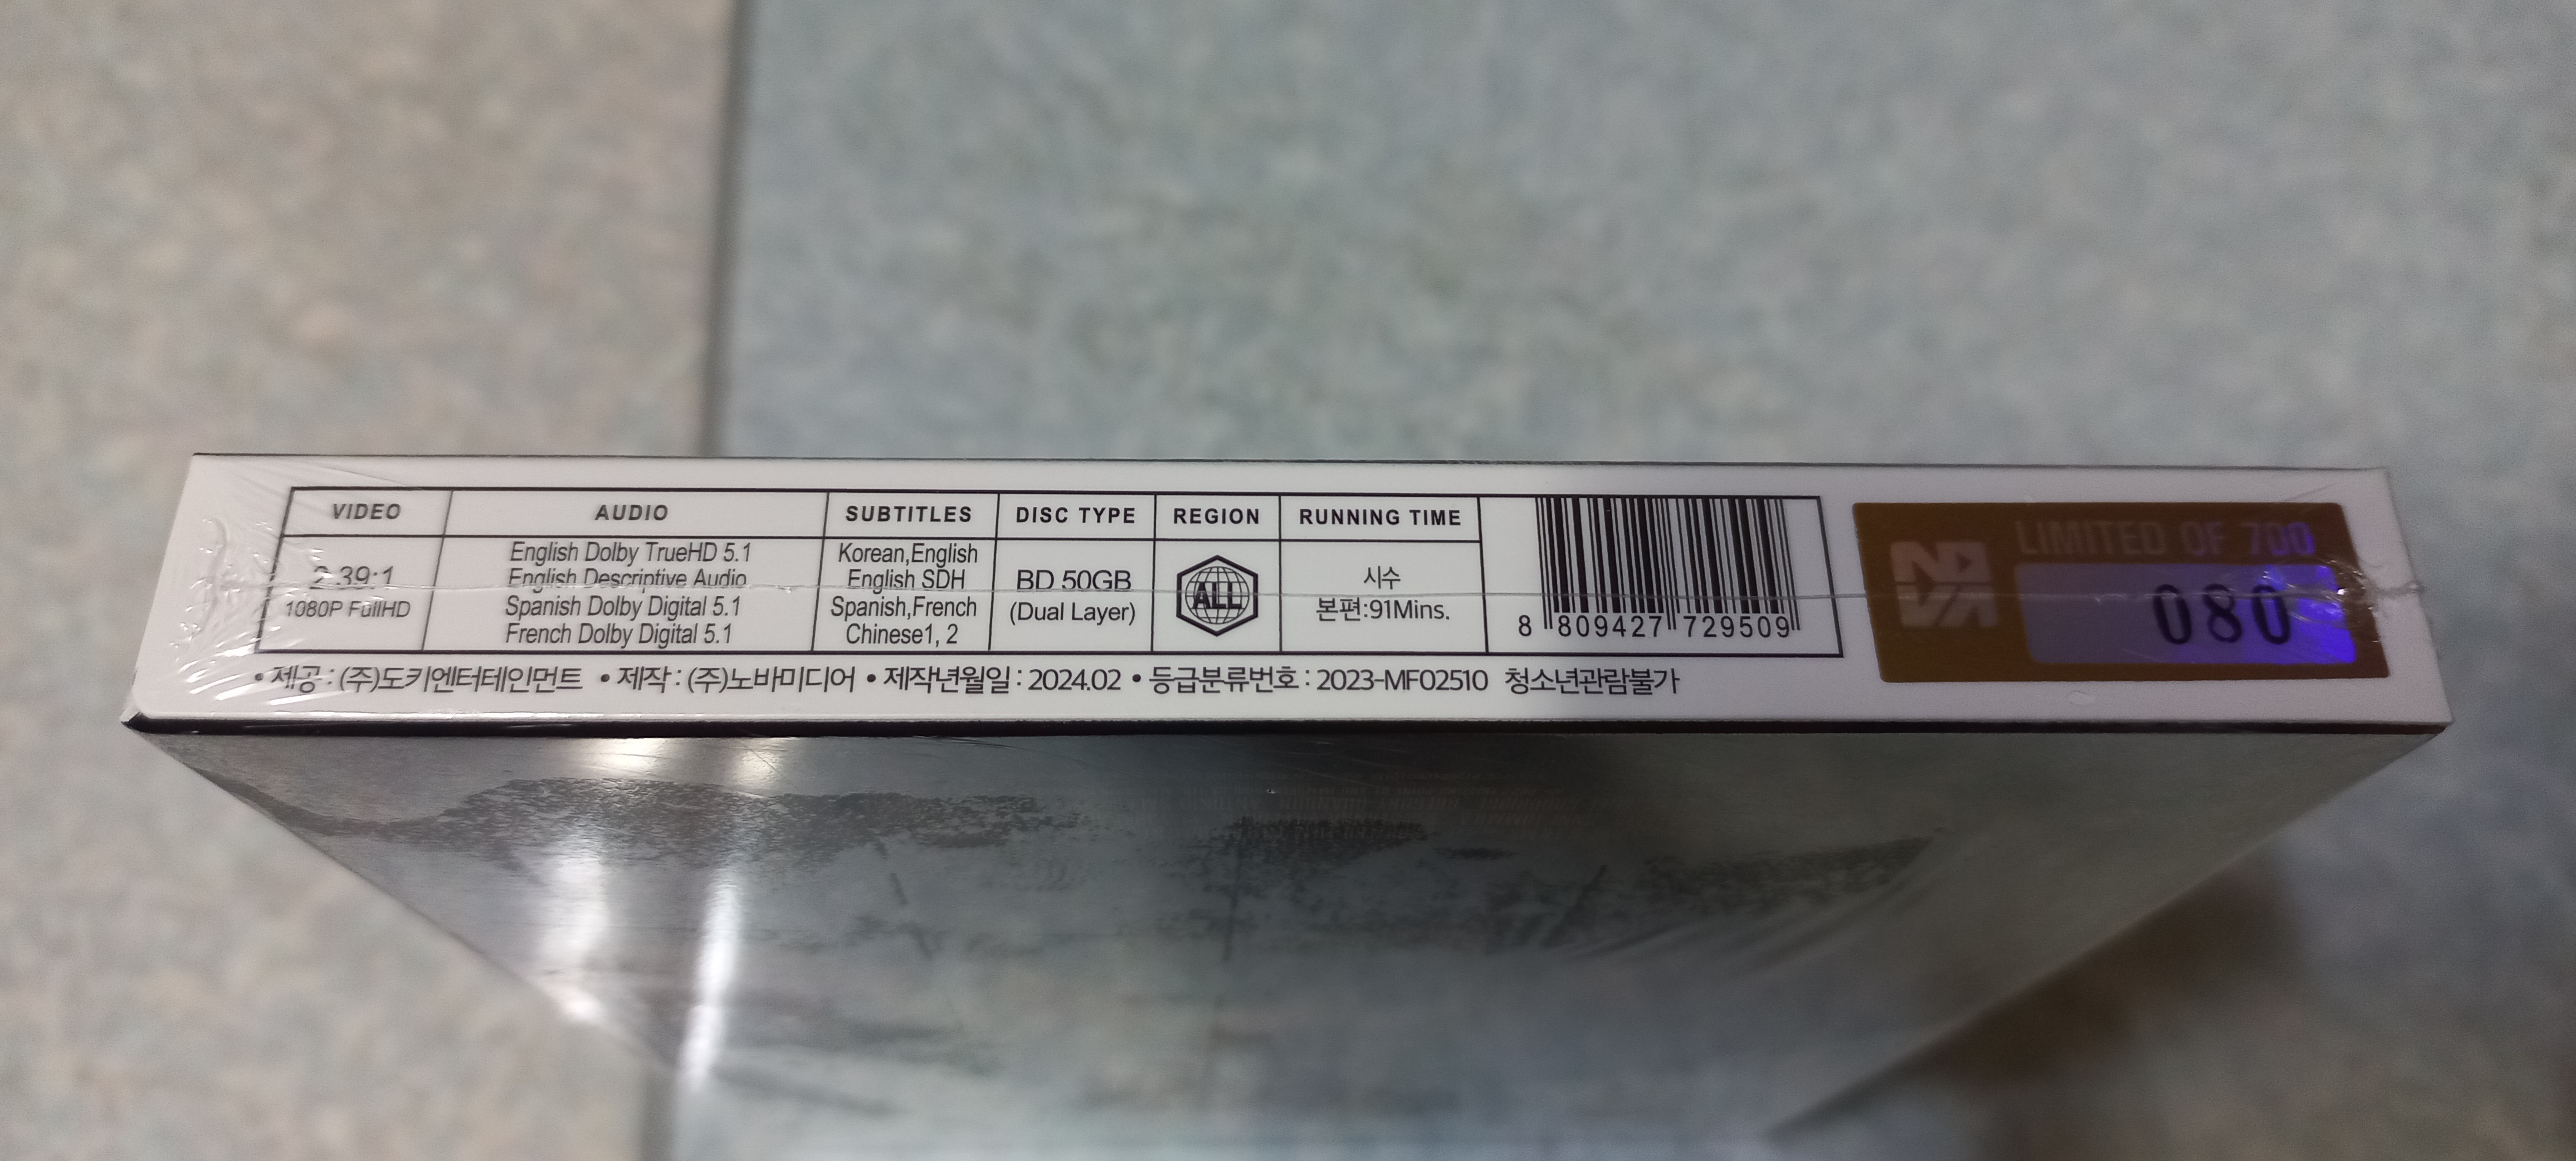 VIDEO
2.39:1
1080P FullHD
AUDIO
English Dolby TrueHD 5.1
English Descriptive Audio
Spanish Dolby Digital 5.1
French Dolby Digital 5.1
SUBTITLES
Korean,English
English SDH
Spanish,French
Chinese1, 2
DISC TYPE
BD 50GB
(Dual Layer)
REGION
ALL
RUNNING TIME
시수
본편:91Mins.
8 809427 729509
• 제공 : (주)도키엔터테인먼트 • 제작 : (주)노바미디어 • 제작년월일 : 2024.02 • 등급분류번호 : 2023-MF02510 청소년관람불가
NOVA
LIMITED OF 700
080